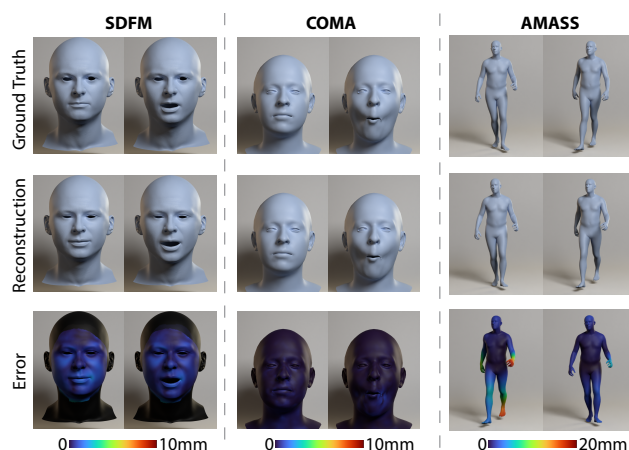 SDFM COMA AMASS
Ground Truth
Reconstruction
Error
0 10mm 0 10mm 0 20mm